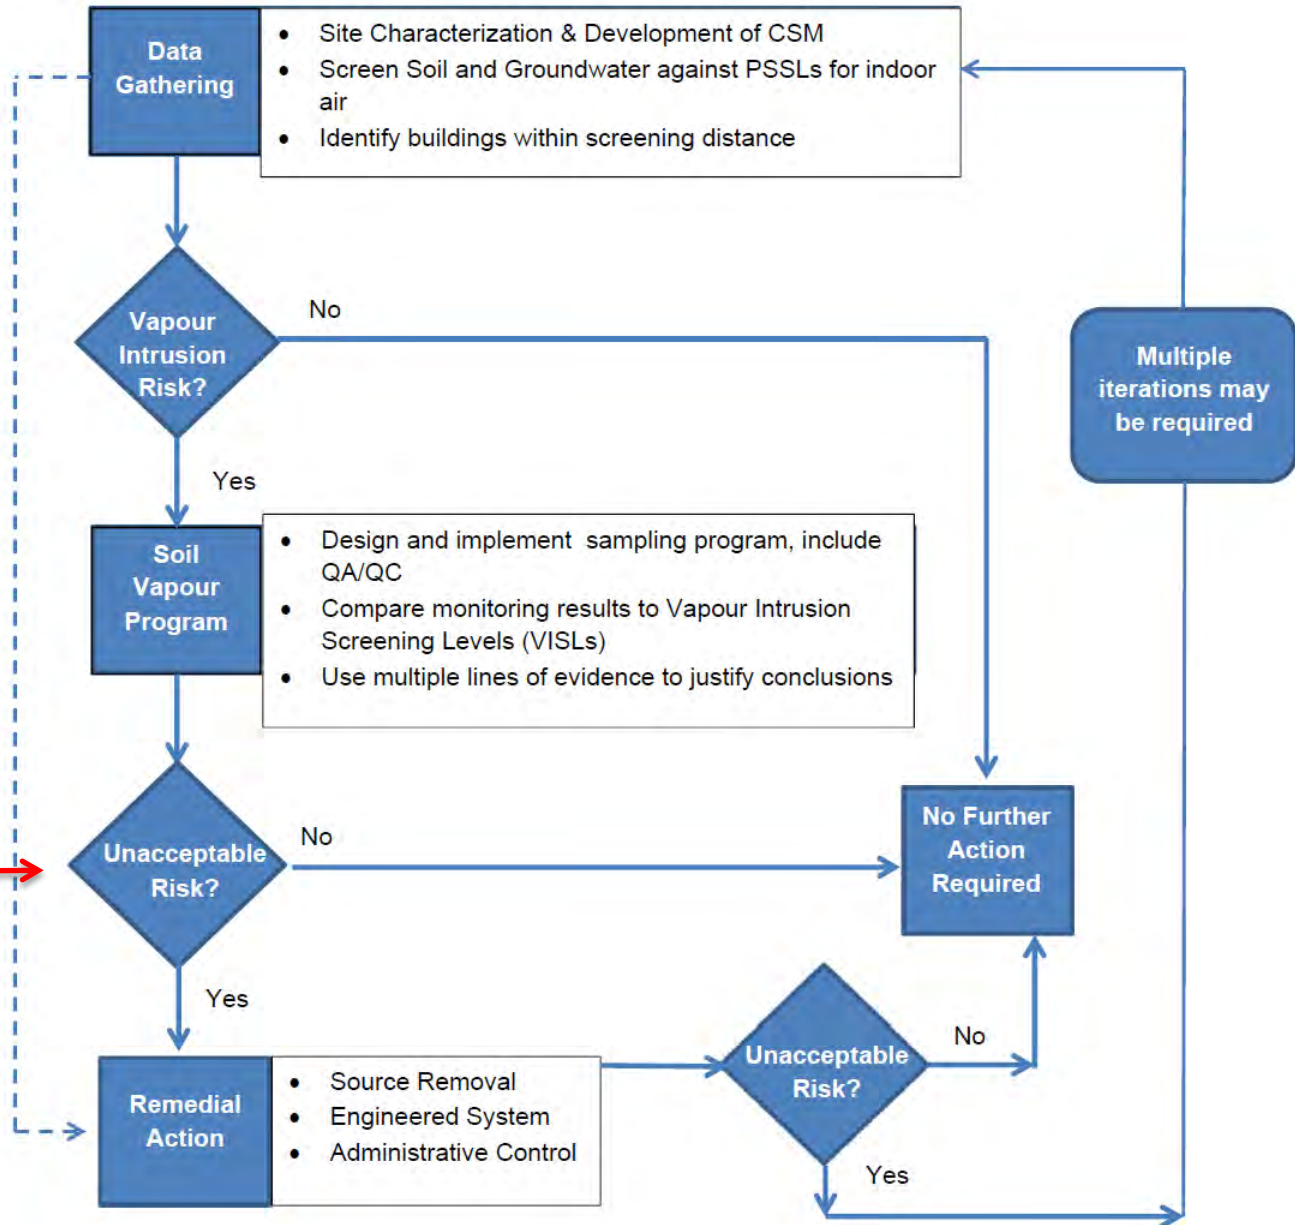 Data
Gathering
• Site Characterization & Development of CSM
• Screen Soil and Groundwater against PSSLs for indoor
air
• Identify buildings within screening distance
Vapour
Intrusion
Risk?
No
Yes
Multiple
iterations may
be required
Soil
Vapour
Program
• Design and implement sampling program, include
QA/QC
• Compare monitoring results to Vapour Intrusion
Screening Levels (VISLs)
• Use multiple lines of evidence to justify conclusions
Unacceptable
Risk?
No
Yes
No Further
Action
Required
Remedial
Action
• Source Removal
• Engineered System
• Administrative Control
Unacceptable
Risk?
No
Yes